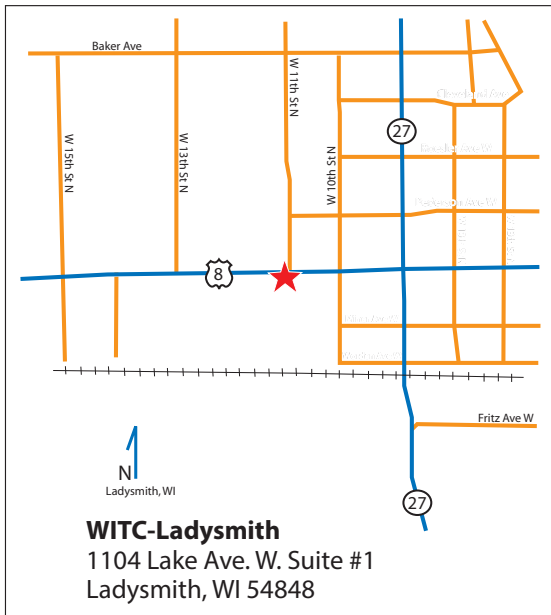 Baker Ave
W 11th St N
W 13th St N
W 15th St N
W 10th St N
27
8
Fritz Ave W
N
Ladysmith, WI
27
WITC-Ladysmith
1104 Lake Ave. W. Suite #1
Ladysmith, WI 54848